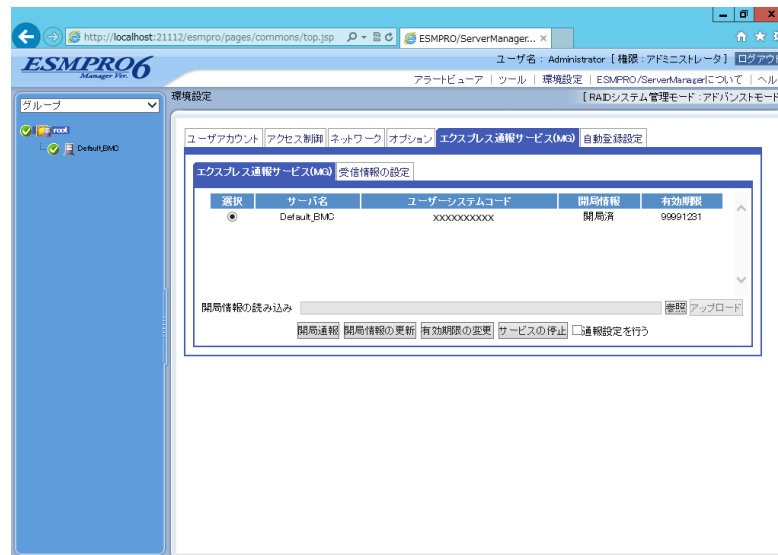 http://localhost:21112/esmpro/pages/commons/top.jsp
ESMPRO/ServerManager... ×
ESMPRO6
Manager Ver.
ユーザ名 : Administrator [ 権限 : アドミニストレータ ] ログアウ
アラートビューア | ツール | 環境設定 | ESMPRO/ServerManagerについて | ヘル
グループ
環境設定
[ RAIDシステム管理モード : アドバンストモード
root
Default_BMC
ユーザアカウント アクセス制御 ネットワーク オプション エクスプレス通報サービス(MG) 自動登録設定
エクスプレス通報サービス(MG) 受信情報の設定
選択 サーバ名 ユーザーシステムコード 開局情報 有効期限
Default_BMC xxxxxxxxxx 開局済 99991231
開局情報の読み込み 参照 アップロード
開局通報 開局情報の更新 有効期限の変更 サービスの停止 通報設定を行う